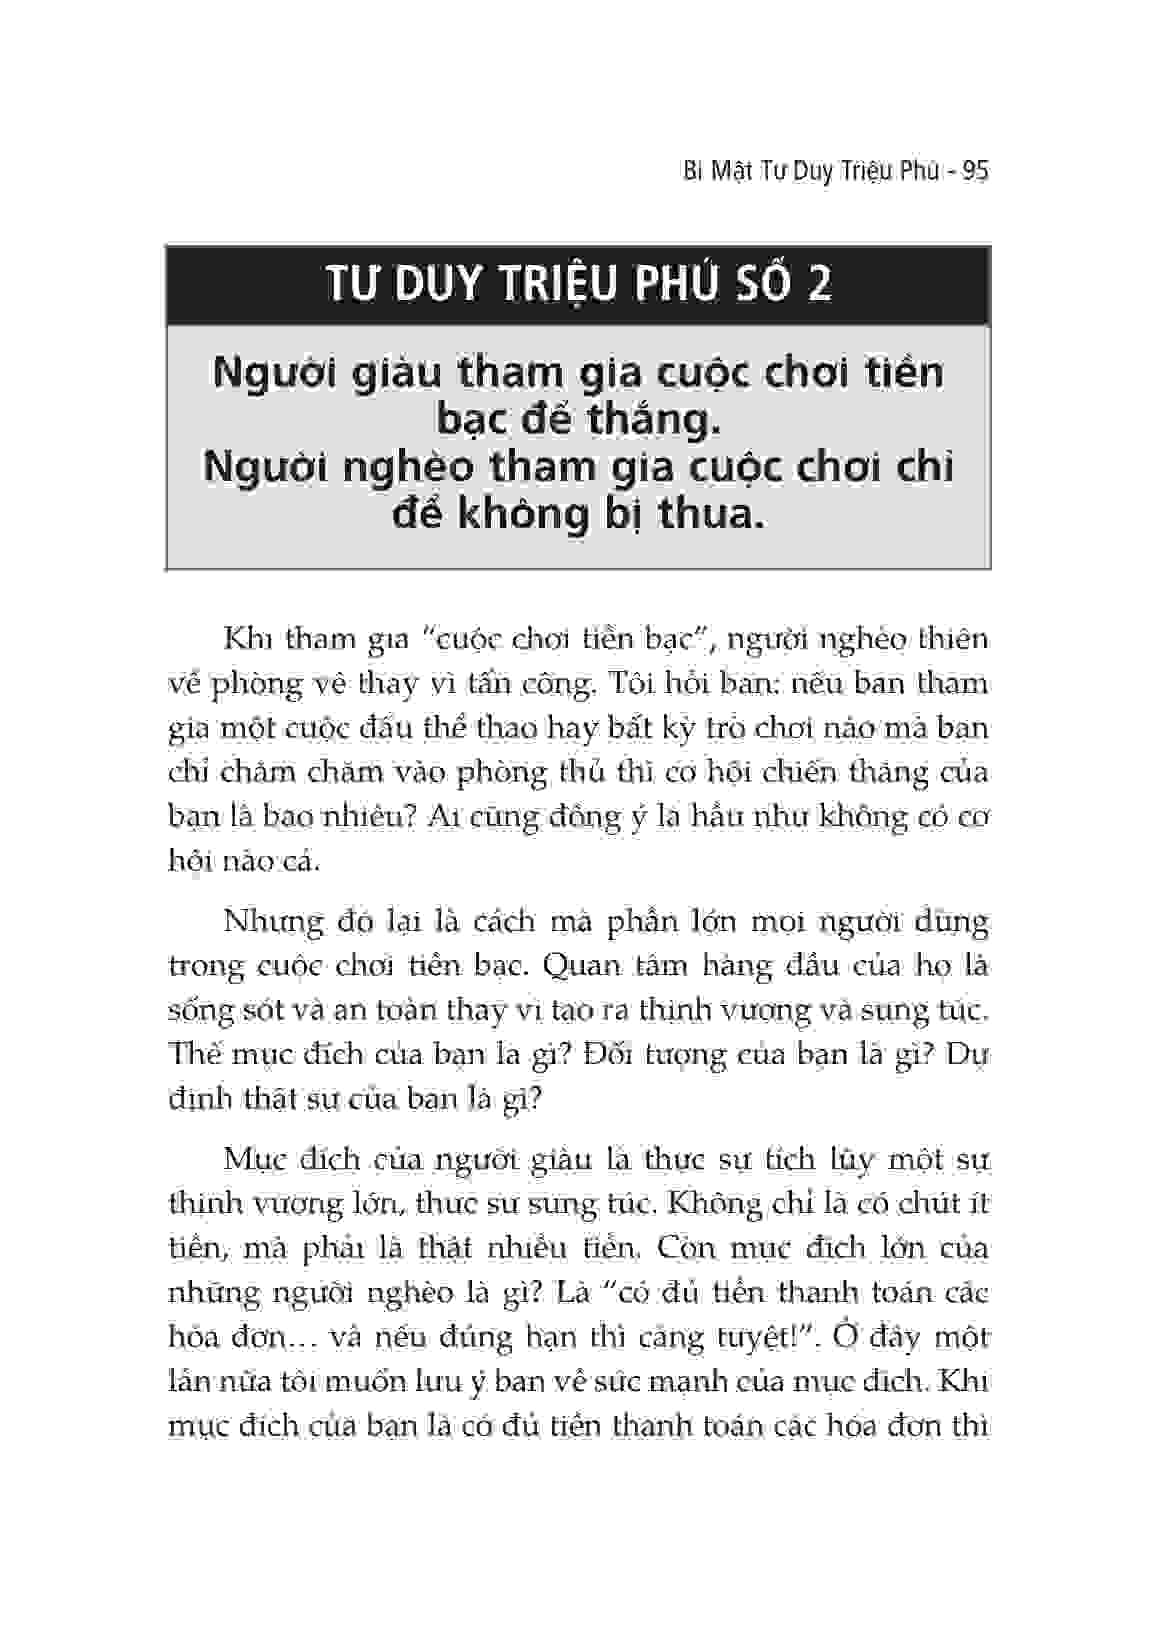 Bí Mật Tư Duy Triệu Phú - 95
TƯ DUY TRIỆU PHÚ SỐ 2
Người giàu tham gia cuộc chơi tiền
bạc để thắng.
Người nghèo tham gia cuộc chơi chỉ
để không bị thua.
Khi tham gia “cuộc chơi tiền bạc”, người nghèo thiên
về phòng vệ thay vì tấn công. Tôi hỏi bạn: nếu bạn tham
gia một cuộc đấu thể thao hay bất kỳ trò chơi nào mà bạn
chỉ chăm chăm vào phòng thủ thì cơ hội chiến thắng của
bạn là bao nhiêu? Ai cũng đồng ý là hầu như không có cơ
hội nào cả.
Nhưng đó lại là cách mà phần lớn mọi người dùng
trong cuộc chơi tiền bạc. Quan tâm hàng đầu của họ là
sống sót và an toàn thay vì tạo ra thịnh vượng và sung túc.
Thế mục đích của bạn là gì? Đối tượng của bạn là gì? Dự
định thật sự của bạn là gì?
Mục đích của người giàu là thực sự tích lũy một sự
thịnh vượng lớn, thực sự sung túc. Không chỉ là có chút ít
tiền, mà phải là thật nhiều tiền. Còn mục đích lớn của
những người nghèo là gì? Là “có đủ tiền thanh toán các
hóa đơn… và nếu đúng hạn thì càng tuyệt!”. Ở đây một
lần nữa tôi muốn lưu ý bạn về sức mạnh của mục đích. Khi
mục đích của bạn là có đủ tiền thanh toán các hóa đơn thì